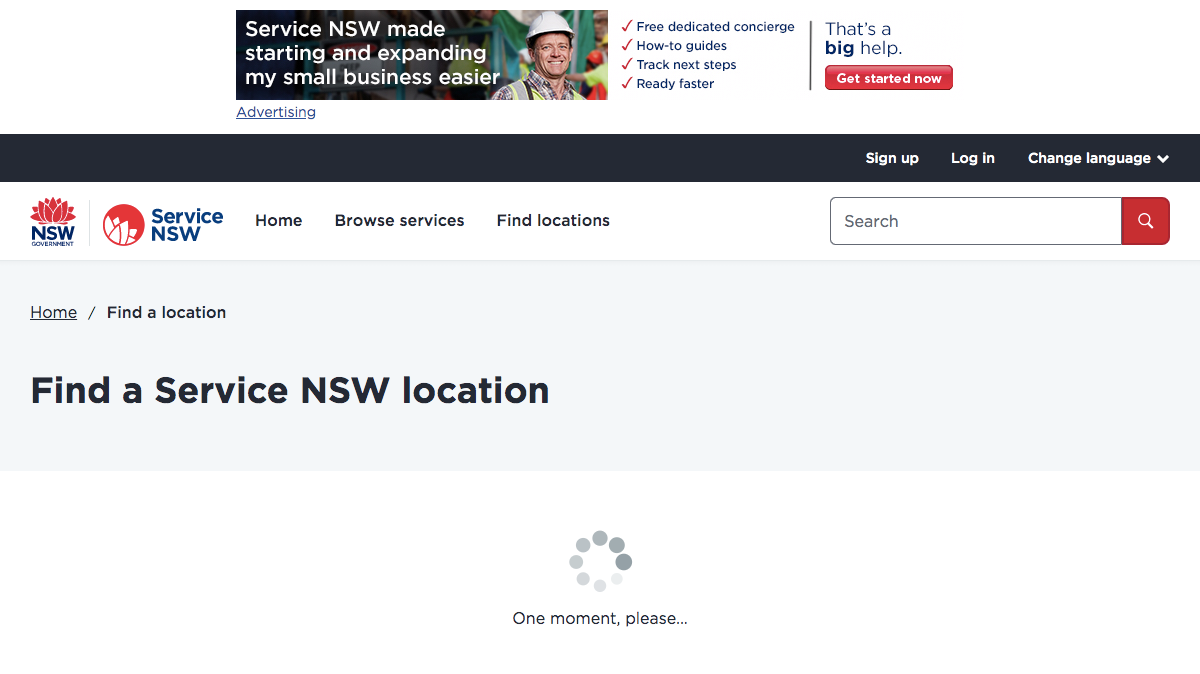 Service NSW made
starting and expanding
my small business easier
Free dedicated concierge
How-to guides
Track next steps
Ready faster
That's a
big help.
Get started now
Advertising
Sign up
Log in
Change language
NSW
GOVERNMENT
Service
NSW
Home
Browse services
Find locations
Search
Home / Find a location
Find a Service NSW location
One moment, please...